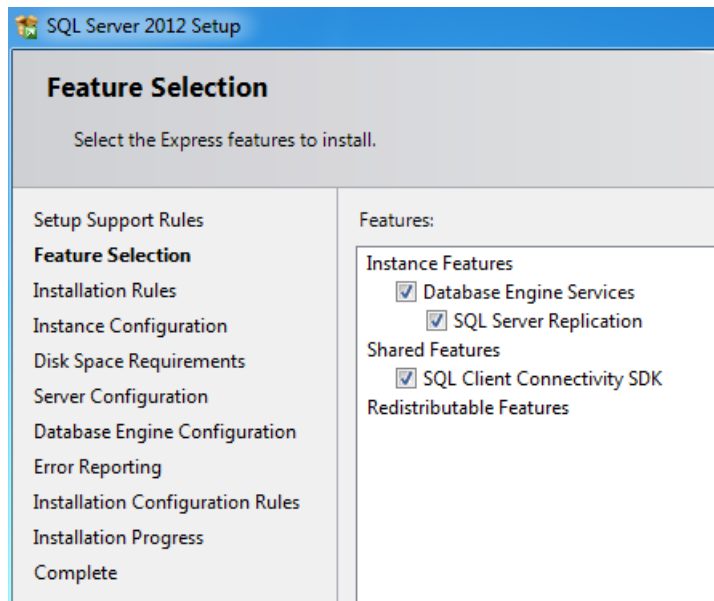 SQL Server 2012 Setup
Feature Selection
Select the Express features to install.
Setup Support Rules
Feature Selection
Installation Rules
Instance Configuration
Disk Space Requirements
Server Configuration
Database Engine Configuration
Error Reporting
Installation Configuration Rules
Installation Progress
Complete
Features:
Instance Features
Database Engine Services
SQL Server Replication
Shared Features
SQL Client Connectivity SDK
Redistributable Features